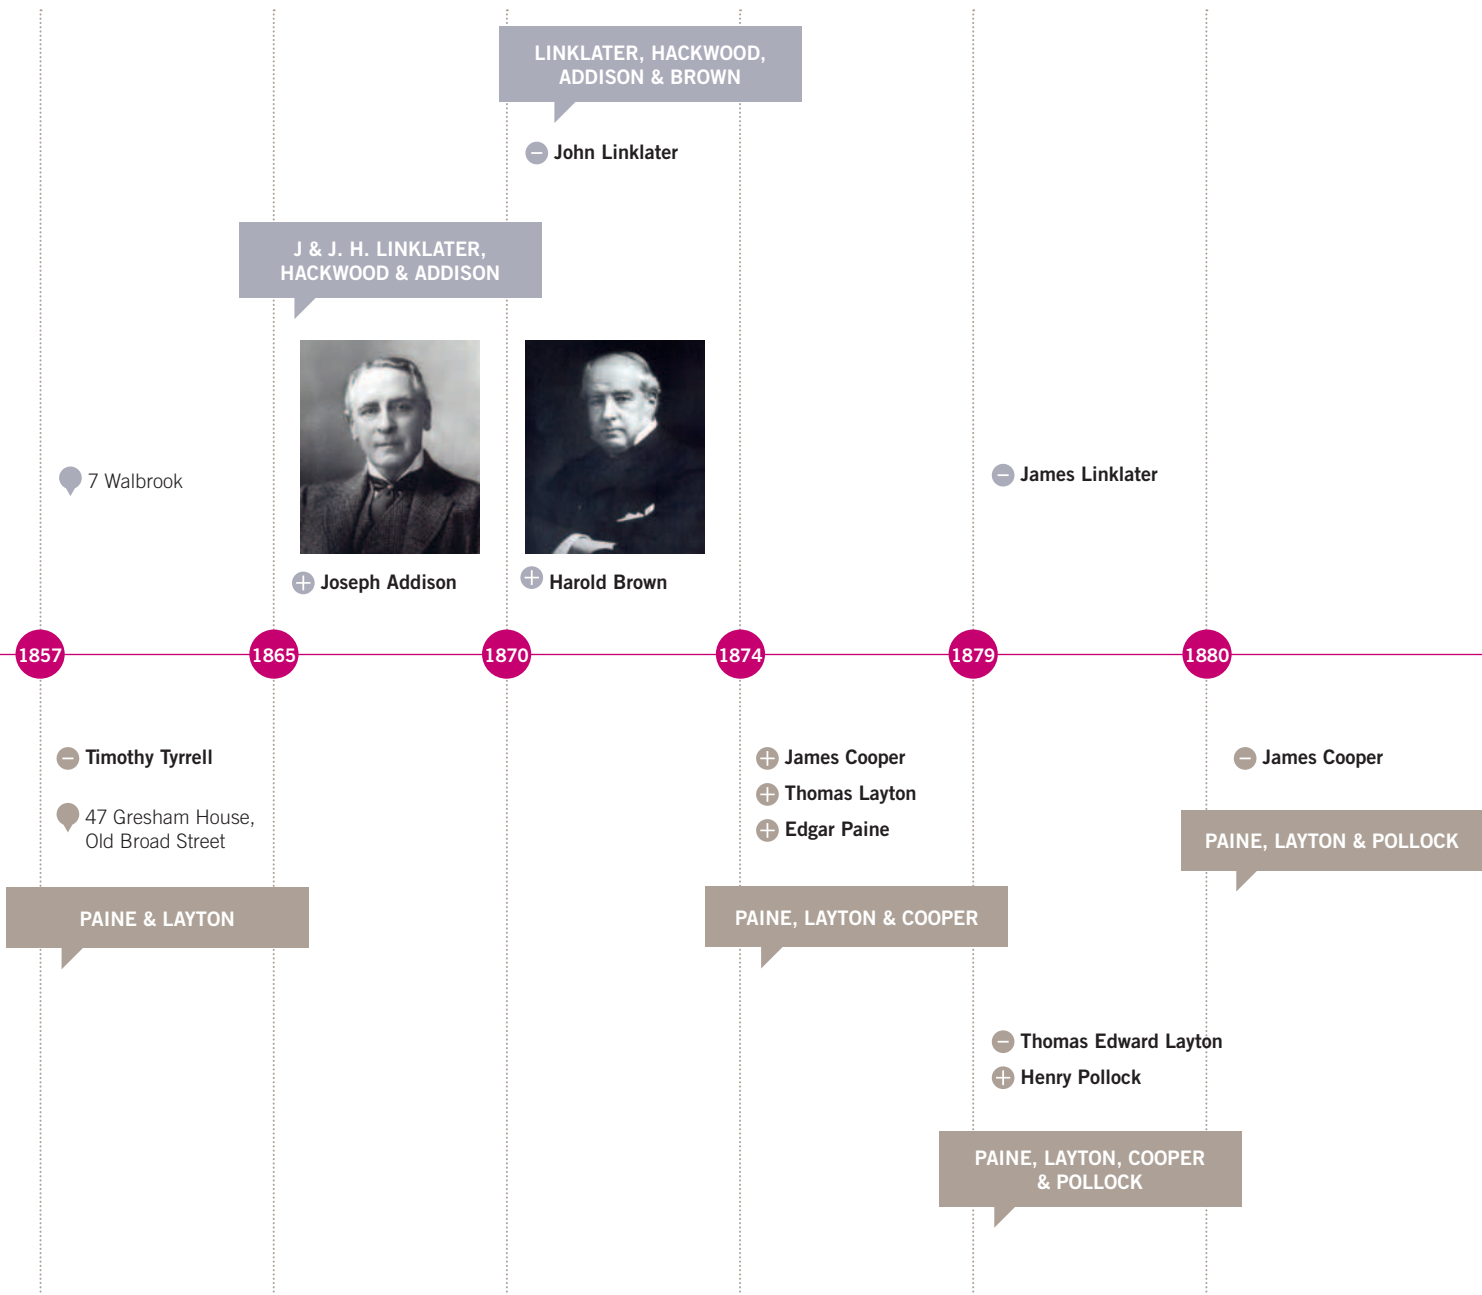 LINKLATER, HACKWOOD,
ADDISON & BROWN
John Linklater
J & J. H. LINKLATER,
HACKWOOD & ADDISON
7 Walbrook
James Linklater
Joseph Addison
Harold Brown
1857
1865
1870
1874
1879
1880
Timothy Tyrrell
47 Gresham House,
Old Broad Street
PAINE & LAYTON
James Cooper
Thomas Layton
Edgar Paine
PAINE, LAYTON & COOPER
James Cooper
PAINE, LAYTON & POLLOCK
Thomas Edward Layton
Henry Pollock
PAINE, LAYTON, COOPER
& POLLOCK